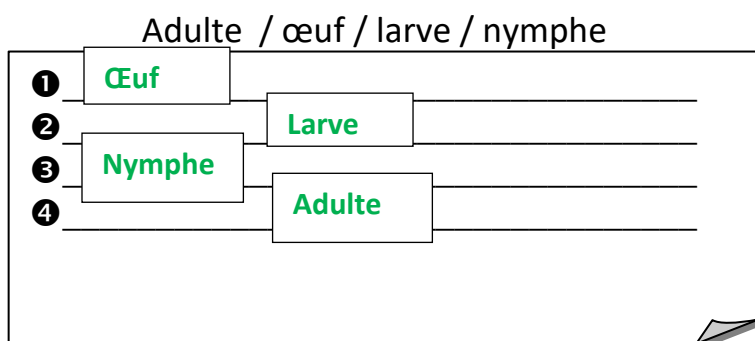 Adulte / œuf / larve / nymphe
❶ Œuf
❷ Larve
❸ Nymphe
❹ Adulte